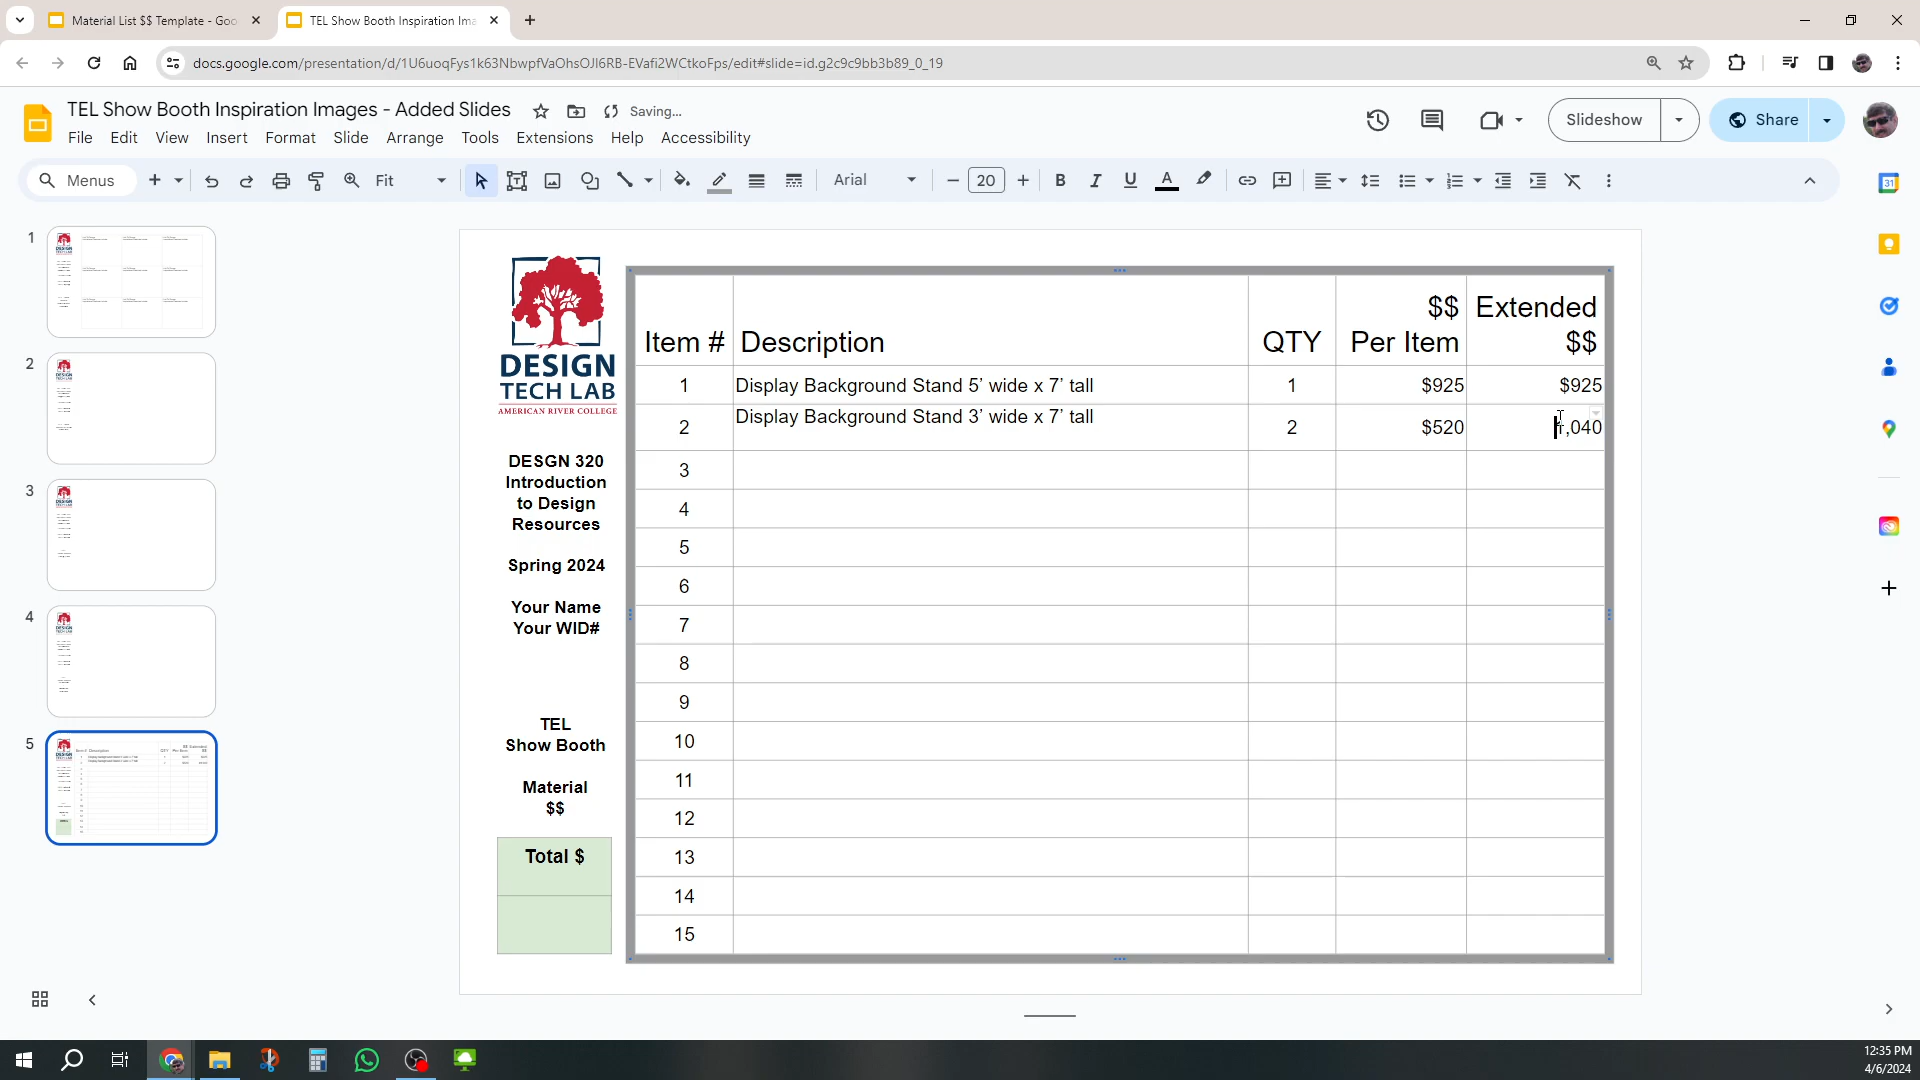 Material List $$ Template - Goo
TEL Show Booth Inspiration Ima
docs.google.com/presentation/d/1U6uoqFys1k63NbwpfVaOhsOJI6RB-EVafi2WCtkoFps/edit#slide=id.g2c9c9bb3b89_0_19
TEL Show Booth Inspiration Images - Added Slides
Saving...
File Edit View Insert Format Slide Arrange Tools Extensions Help Accessibility
Slideshow
Share
Menus
Fit
Arial
20
31
1
2
3
4
5
DESIGN
TECH LAB
AMERICAN RIVER COLLEGE
DESGN 320
Introduction
to Design
Resources
Spring 2024
Your Name
Your WID#
TEL
Show Booth
Material
$$
Total $
Item # Description QTY $$ Per Item Extended $$
1 Display Background Stand 5’ wide x 7’ tall 1 $925 $925
2 Display Background Stand 3’ wide x 7’ tall 2 $520 1,040
3
4
5
6
7
8
9
10
11
12
13
14
15
12:35 PM
4/6/2024